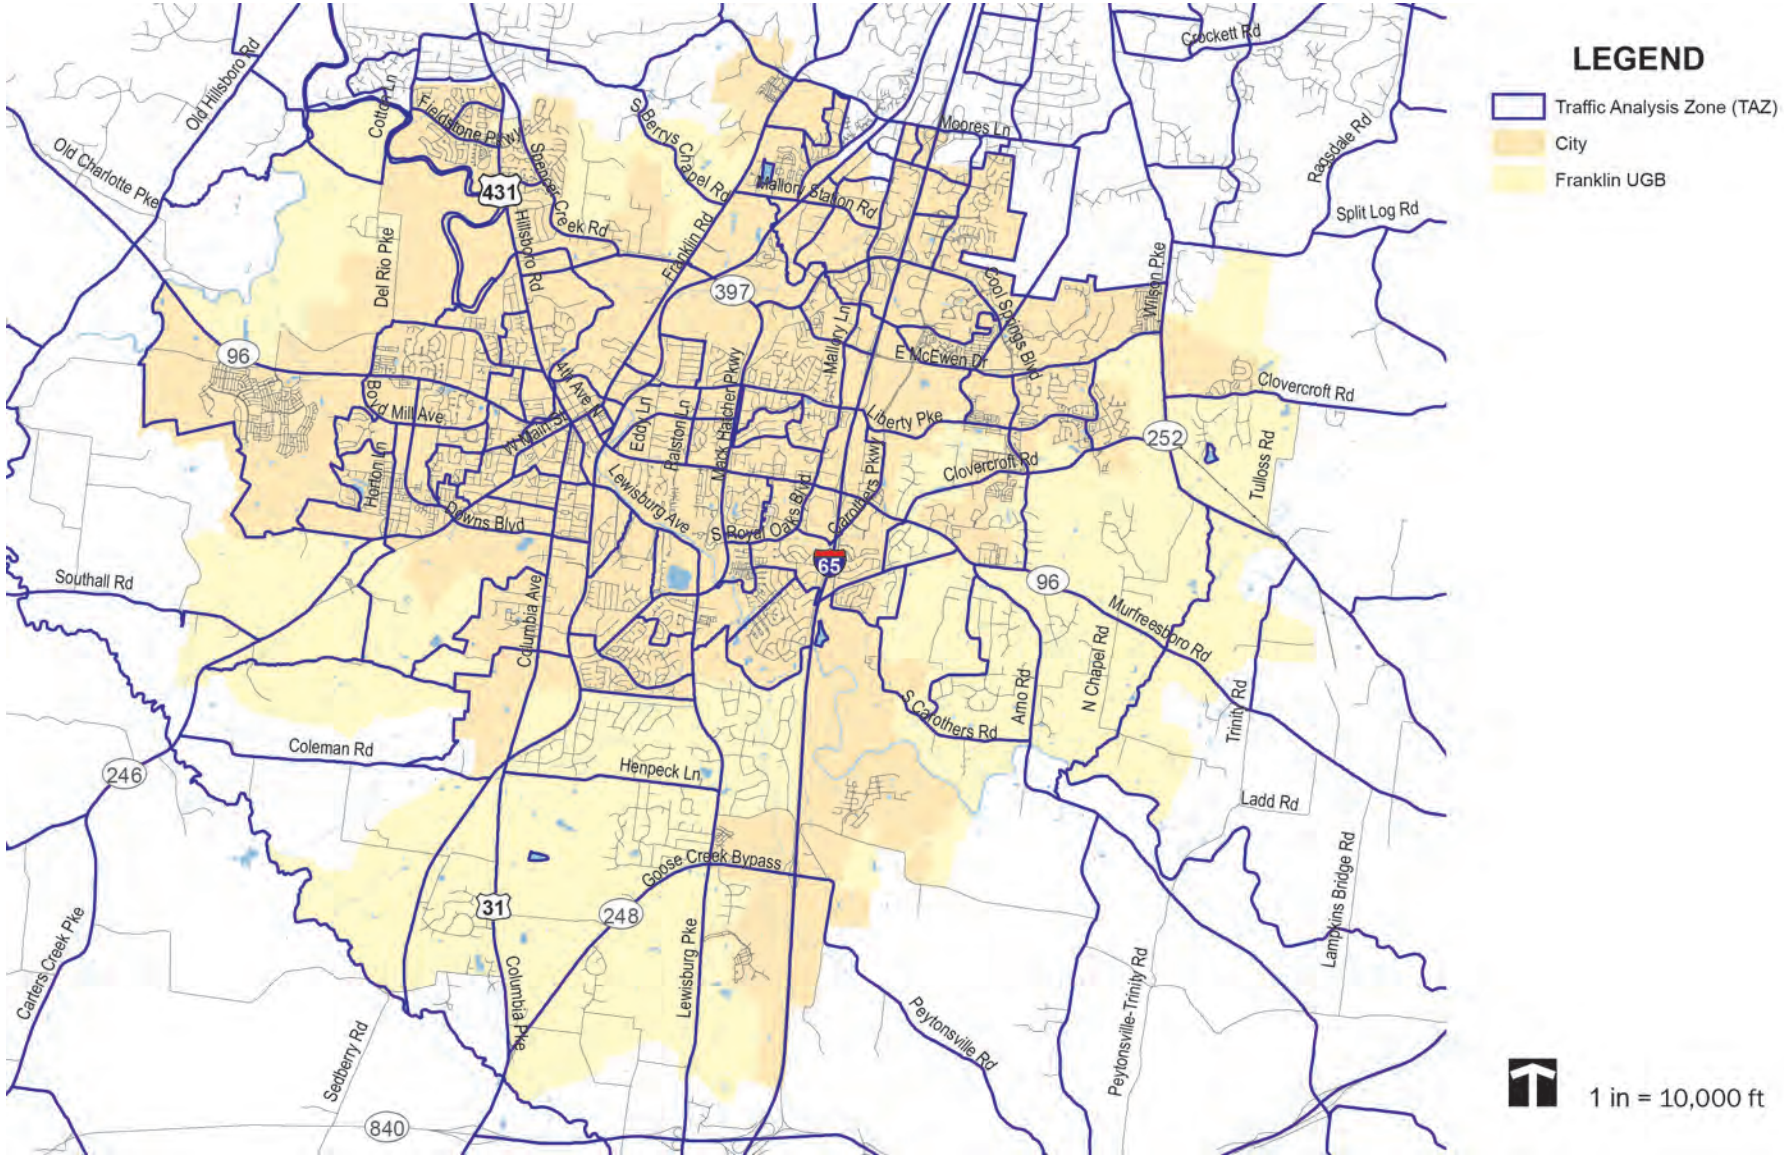 Crockett Rd
LEGEND
Traffic Analysis Zone (TAZ)
City
Franklin UGB
Old Hillsboro Rd
Cotton Ln
Fieldstone Pkwy
S Berrys Chapel Rd
Moores Ln
Ragsdale Rd
Old Charlotte Pke
Spencer Creek Rd
431
Mallory Station Rd
Split Log Rd
Hillsboro Rd
Franklin Rd
Del Rio Pke
397
Cool Springs Blvd
Wilson Pke
Mallory Ln
96
E McEwen Dr
4th Ave N
Mack Hatcher Pkwy
Clovercroft Rd
Boyd Mill Ave
W Main St
Eddy Ln
Ralston Ln
Liberty Pke
252
Horton Ln
Lewisburg Ave
Clovercroft Rd
Tulloss Rd
Downs Blvd
S Royal Oaks Blvd
Carothers Pkwy
65
Southall Rd
96
Columbia Ave
Murfreesboro Rd
N Chapel Rd
Arno Rd
S Carothers Rd
Trinity Rd
Coleman Rd
246
Henpeck Ln
Ladd Rd
Goose Creek Bypass
Lampkins Bridge Rd
31
248
Carters Creek Pke
Lewisburg Pke
Columbia Pke
Peytonsville Rd
Peytonsville-Trinity Rd
Sedberry Rd
840
1 in = 10,000 ft